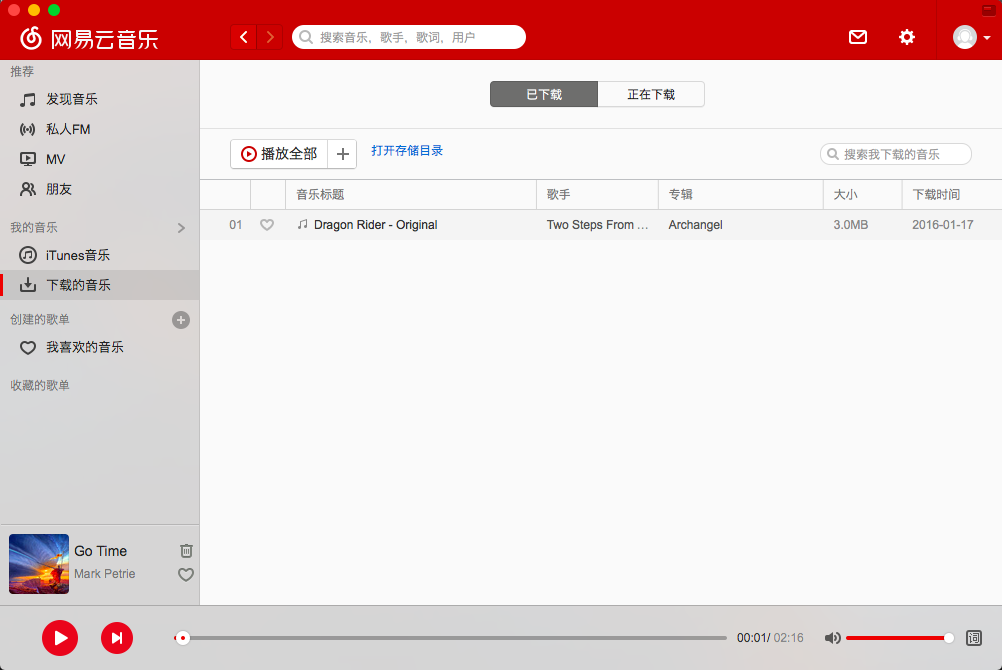 网易云音乐
搜索音乐，歌手，歌词，用户
推荐
发现音乐
私人FM
MV
朋友
我的音乐
iTunes音乐
下载的音乐
创建的歌单
我喜欢的音乐
收藏的歌单
已下载
正在下载
播放全部
打开存储目录
搜索我下载的音乐
音乐标题 歌手 专辑 大小 下载时间
01 Dragon Rider - Original Two Steps From ... Archangel 3.0MB 2016-01-17
Go Time
Mark Petrie
00:01/ 02:16
词